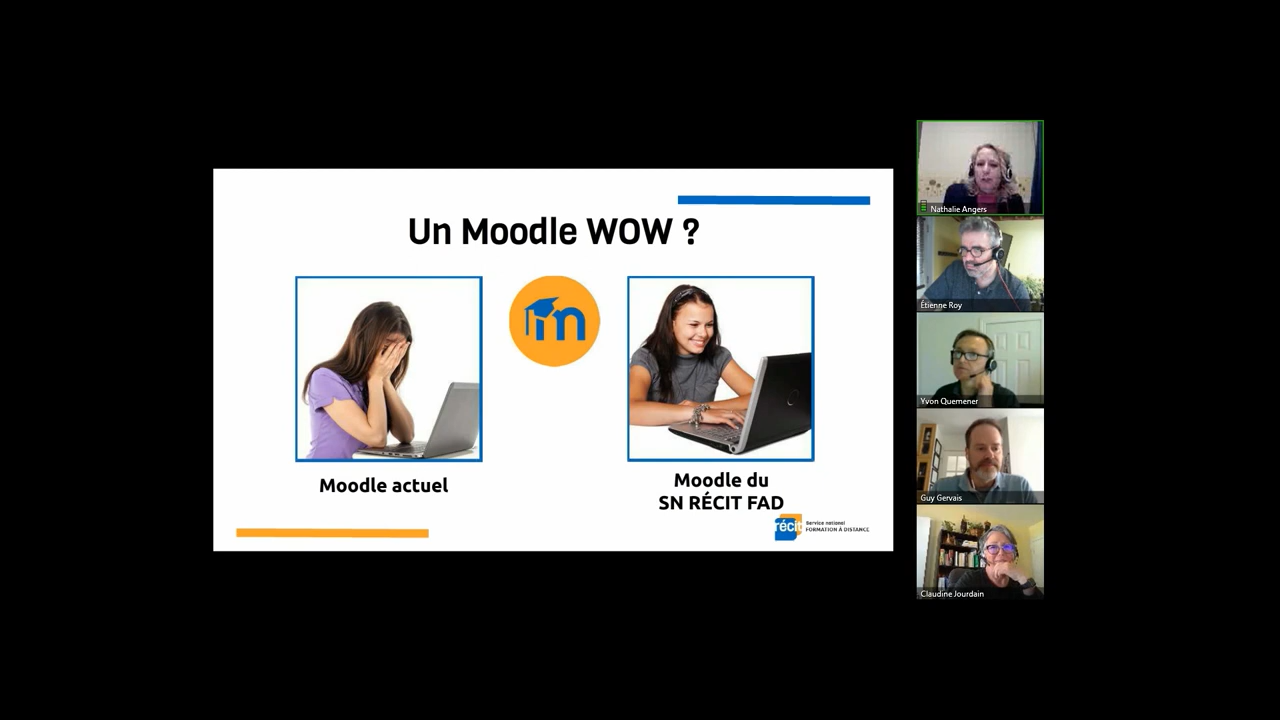 Un Moodle WOW ?
Moodle actuel
Moodle du
SN RÉCIT FAD
récit
Service national
FORMATION À DISTANCE
Nathalie Angers
Étienne Roy
Yvon Quemener
Guy Gervais
Claudine Jourdain